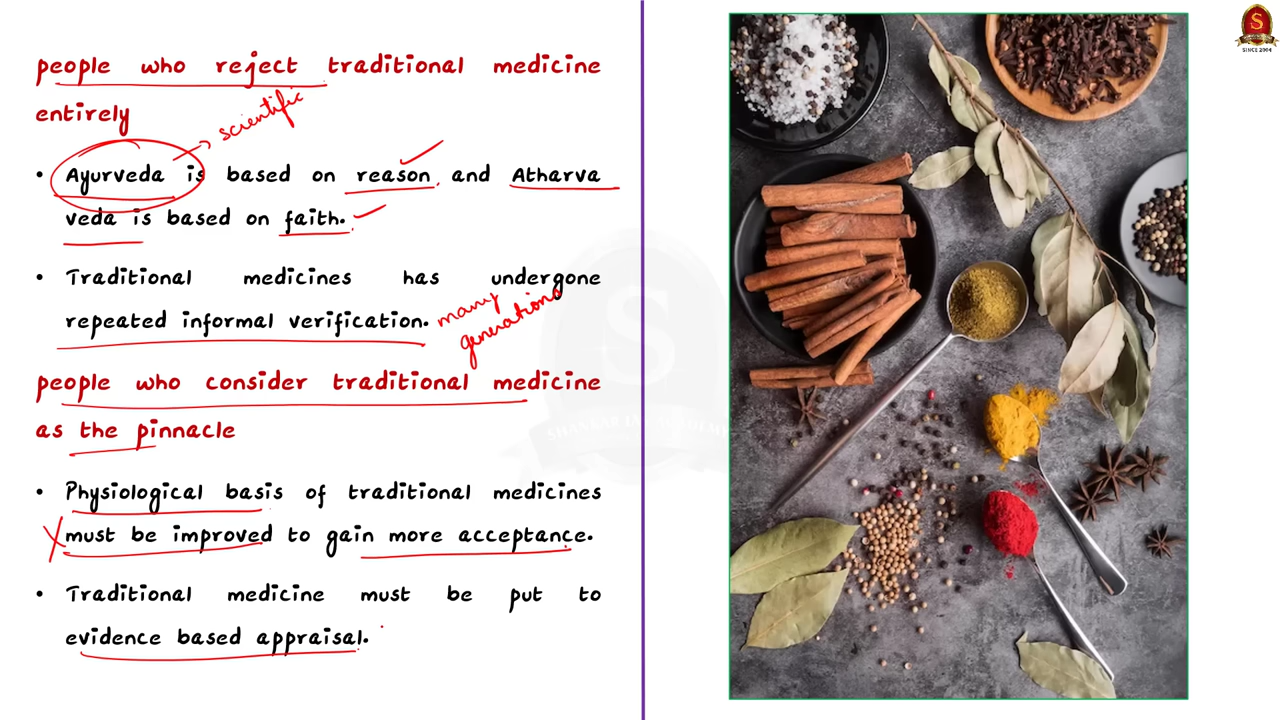 people who reject traditional medicine
entirely
scientific
• Ayurveda is based on reason and Atharva
veda is based on faith.
• Traditional medicines has undergone
repeated informal verification.
many
generations
people who consider traditional medicine
as the pinnacle
• Physiological basis of traditional medicines
must be improved to gain more acceptance.
• Traditional medicine must be put to
evidence based appraisal.
S
SHANKAR IAS ACADEMY
S
SINCE 2004